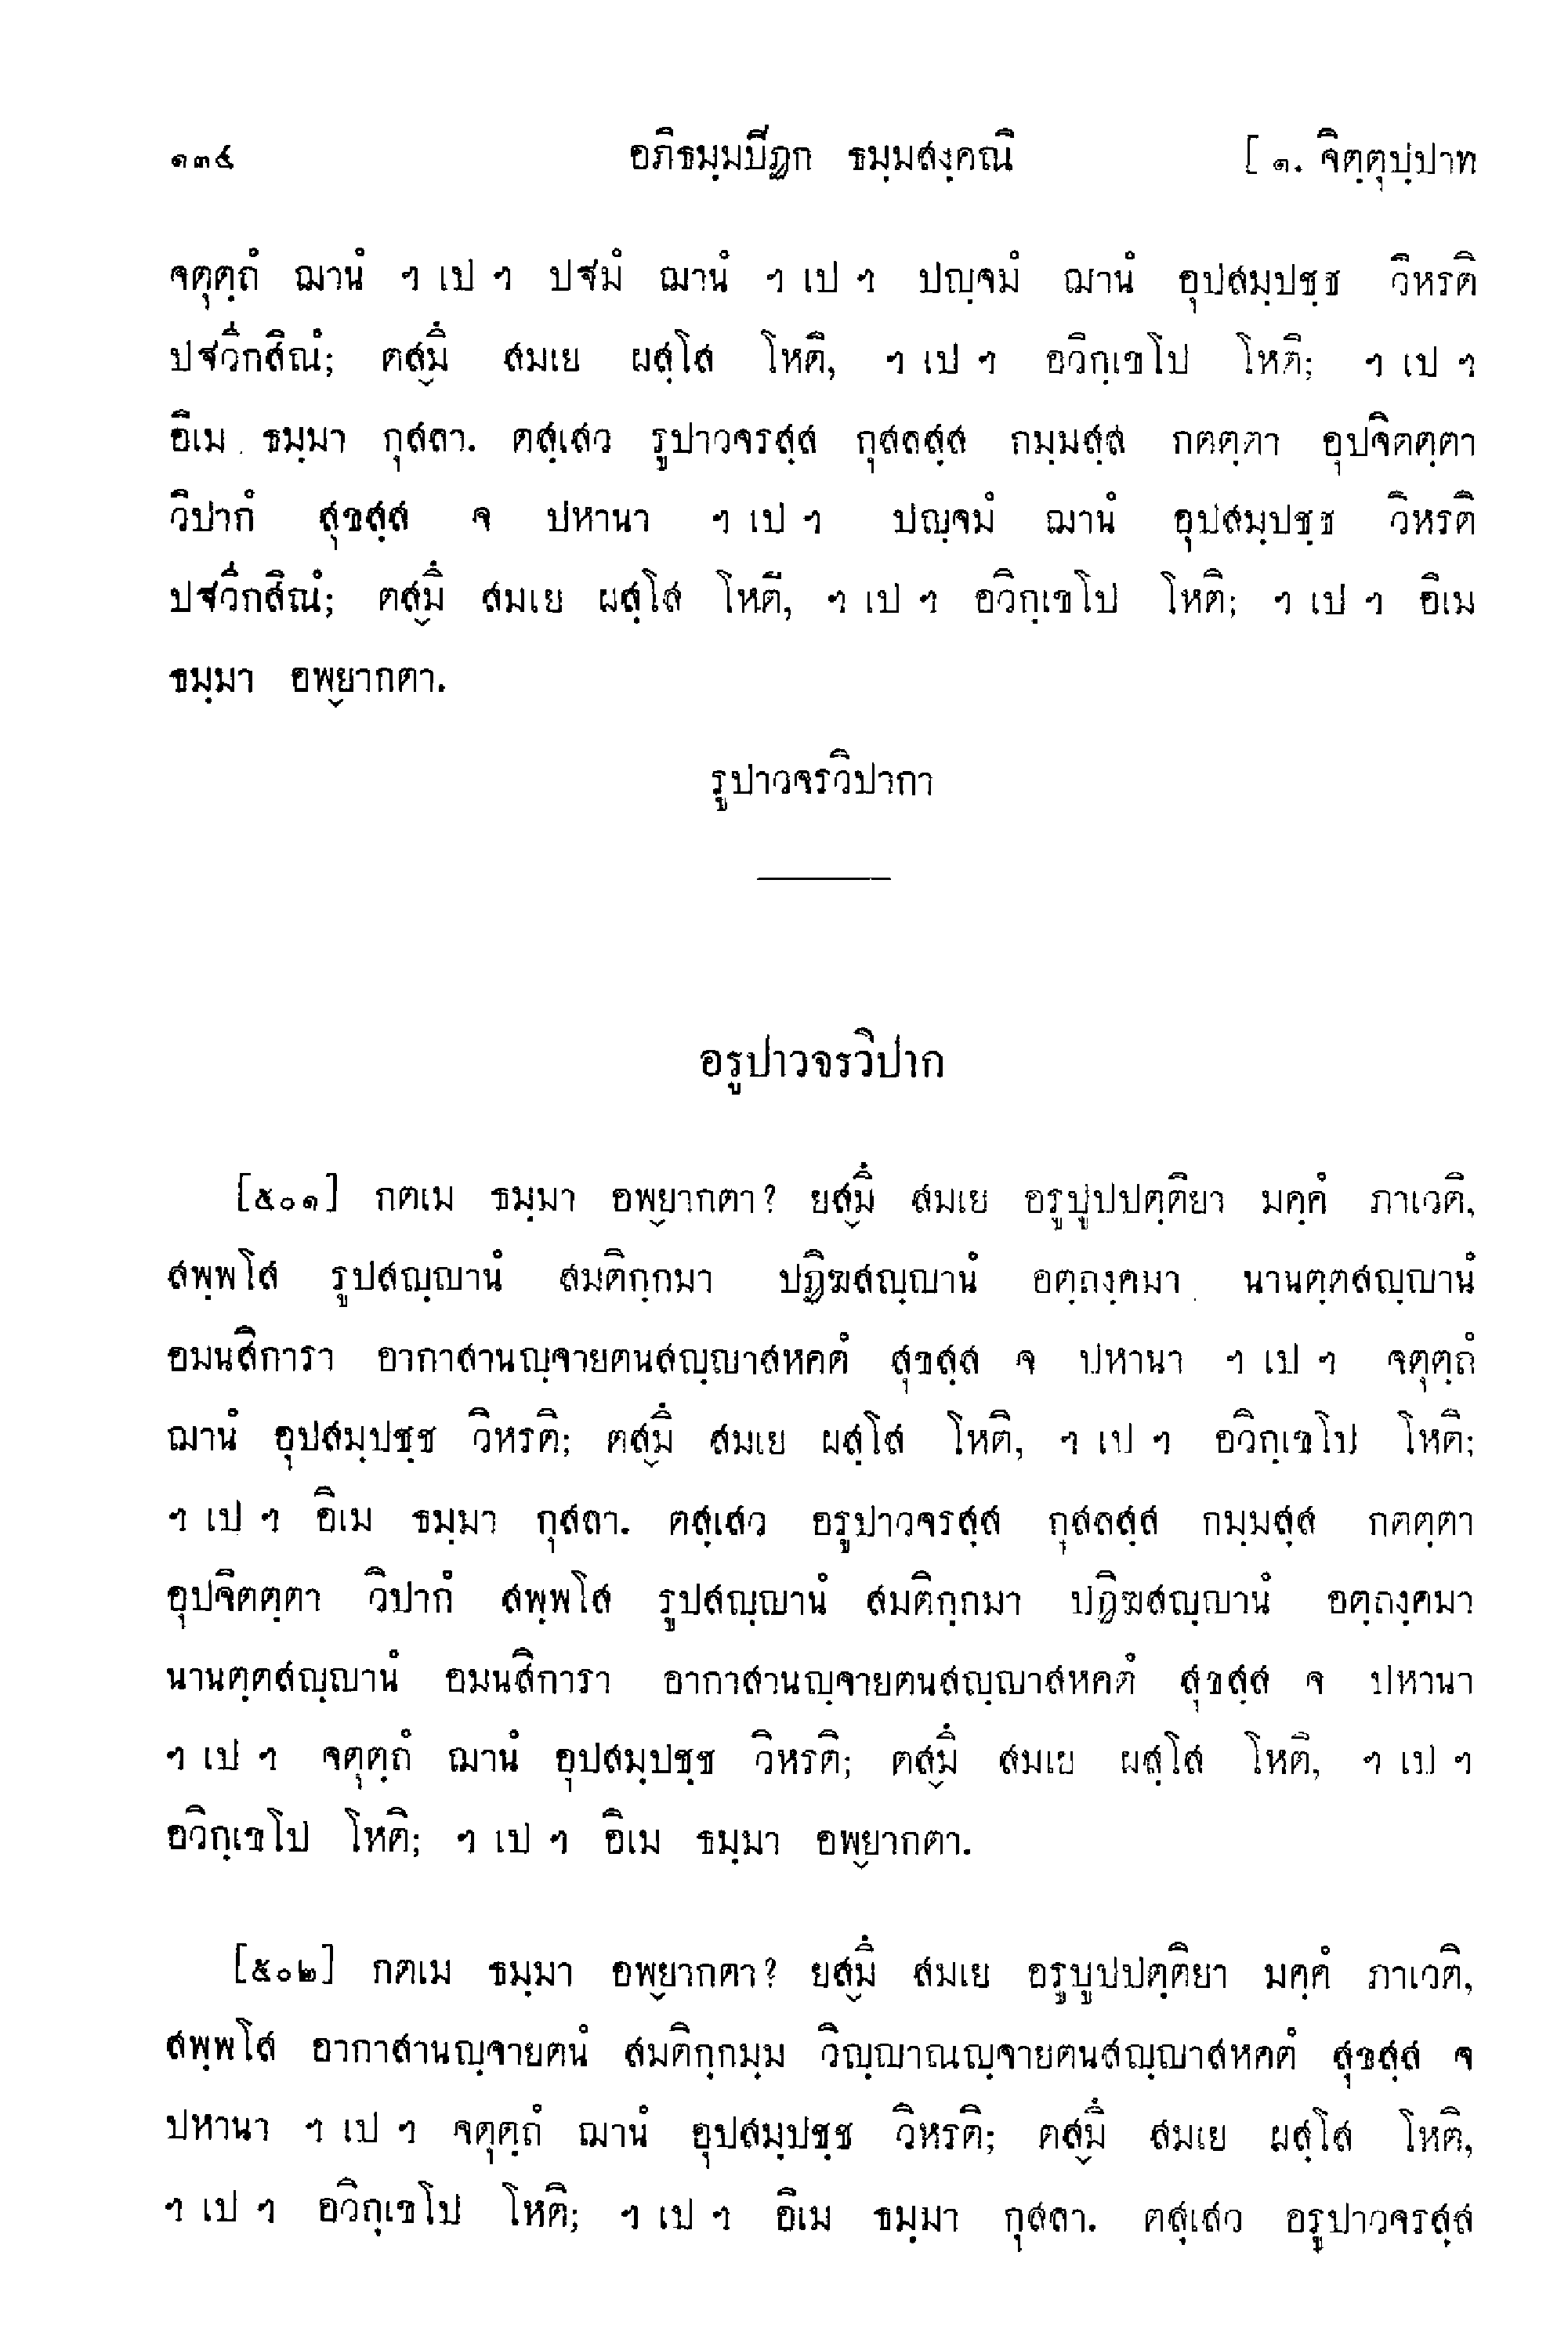 ๑๓๔ อภิธมฺมปีฏก ธมฺมสงฺคณิ [ ๑. จิตฺตุปฺปาท
จตุตฺถํ ฌานํ ฯ เป ฯ ปฐมํ ฌานํ ฯ เป ฯ ปญฺจมํ ฌานํ อุปสมฺปชฺช วิหรติ
ปฐวีกสิณํ; ตสฺมึ๎ สมเย ผสฺโส โหติ, ฯ เป ฯ อวิกฺเขโป โหติ; ฯ เป ฯ
อิเม ธมฺมา กุสลา. ตสฺเสว รูปาวจรสฺส กุสลสฺส กมฺมสฺส กตตฺตา อุปจิตตฺตา
วิปากํ สุขสฺส จ ปหานา ฯ เป ฯ ปญฺจมํ ฌานํ อุปสมฺปชฺช วิหรติ
ปฐวีกสิณํ; ตสฺมึ๎ สมเย ผสฺโส โหติ, ฯ เป ฯ อวิกฺเขโป โหติ; ฯ เป ฯ อิเม
ธมฺมา อพฺยากตา.
รูปาวจรวิปากา
อรูปาวจรวิปาก
[๕๐๑] กตเม ธมฺมา อพ๎ยากตา? ยส๎มึ สมเย อรูปูปปตฺติยา มคฺคํ ภาเวติ,
สพฺพโส รูปสญฺญานํ สมติกฺกมา ปฏิฆสญฺญานํ อตฺถงฺคมา นานตฺตสญฺญานํ
อมนสิการา อากาสานญฺจายตนสญฺญาสหคตํ สุขสฺส จ ปหานา ฯ เป ฯ จตุตฺถํ
ฌานํ อุปสมฺปชฺช วิหรติ; ตส๎มึ สมเย ผสฺโส โหติ, ฯ เป ฯ อวิกฺเขโป โหติ;
ฯ เป ฯ อิเม ธมฺมา กุสลา. ตสฺเสว อรูปาวจรสฺส กุสลสฺส กมฺมสฺส กตตฺตา
อุปจิตตฺตา วิปากํ สพฺพโส รูปสญฺญานํ สมติกฺกมา ปฏิฆสญฺญานํ อตฺถงฺคมา
นานตฺตสญฺญานํ อมนสิการา อากาสานญฺจายตนสญฺญาสหคตํ สุขสฺส จ ปหานา
ฯ เป ฯ จตุตฺถํ ฌานํ อุปสมฺปชฺช วิหรติ; ตส๎มึ สมเย ผสฺโส โหติ, ฯ เป ฯ
อวิกฺเขโป โหติ; ฯ เป ฯ อิเม ธมฺมา อพ๎ยากตา.
[๕๐๒] กตเม ธมฺมา อพ๎ยากตา? ยส๎มึ สมเย อรูปูปปตฺติยา มคฺคํ ภาเวติ,
สพฺพโส อากาสานญฺจายตนํ สมติกฺกมฺม วิญฺญาณญฺจายตนสญฺญาสหคตํ สุขสฺส จ
ปหานา ฯ เป ฯ จตุตฺถํ ฌานํ อุปสมฺปชฺช วิหรติ; ตส๎มึ สมเย ผสฺโส โหติ,
ฯ เป ฯ อวิกฺเขโป โหติ; ฯ เป ฯ อิเม ธมฺมา กุสลา. ตสฺเสว อรูปาวจรสฺส